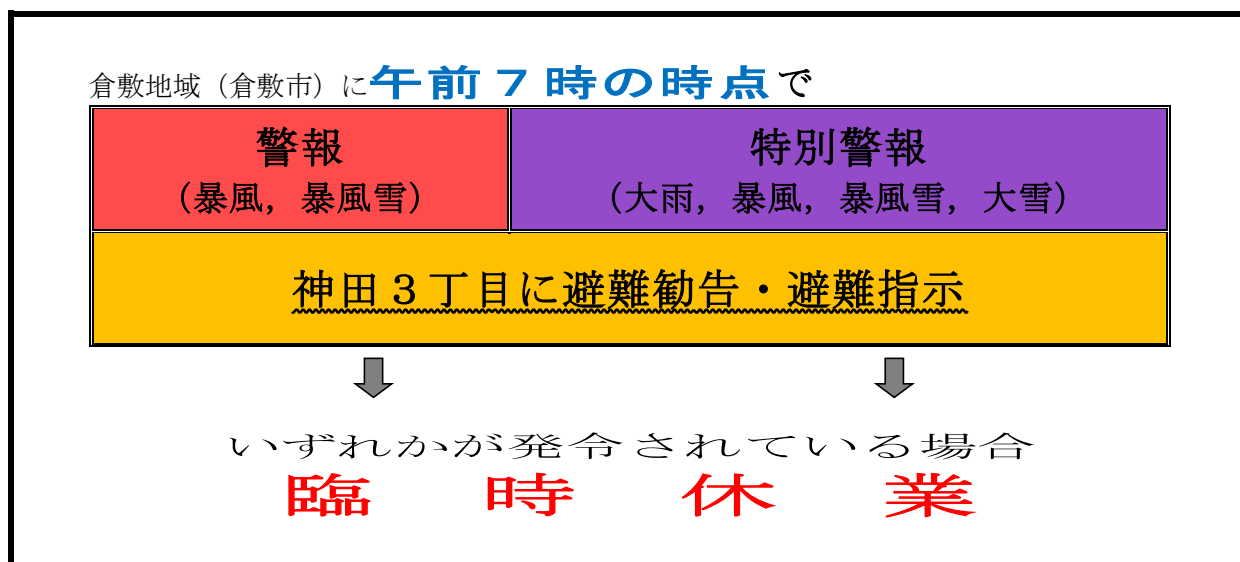 倉敷地域（倉敷市）に午前７時の時点で
警報
（暴風，暴風雪）
特別警報
（大雨，暴風，暴風雪，大雪）
神田３丁目に避難勧告・避難指示
いずれかが発令されている場合
臨時休業